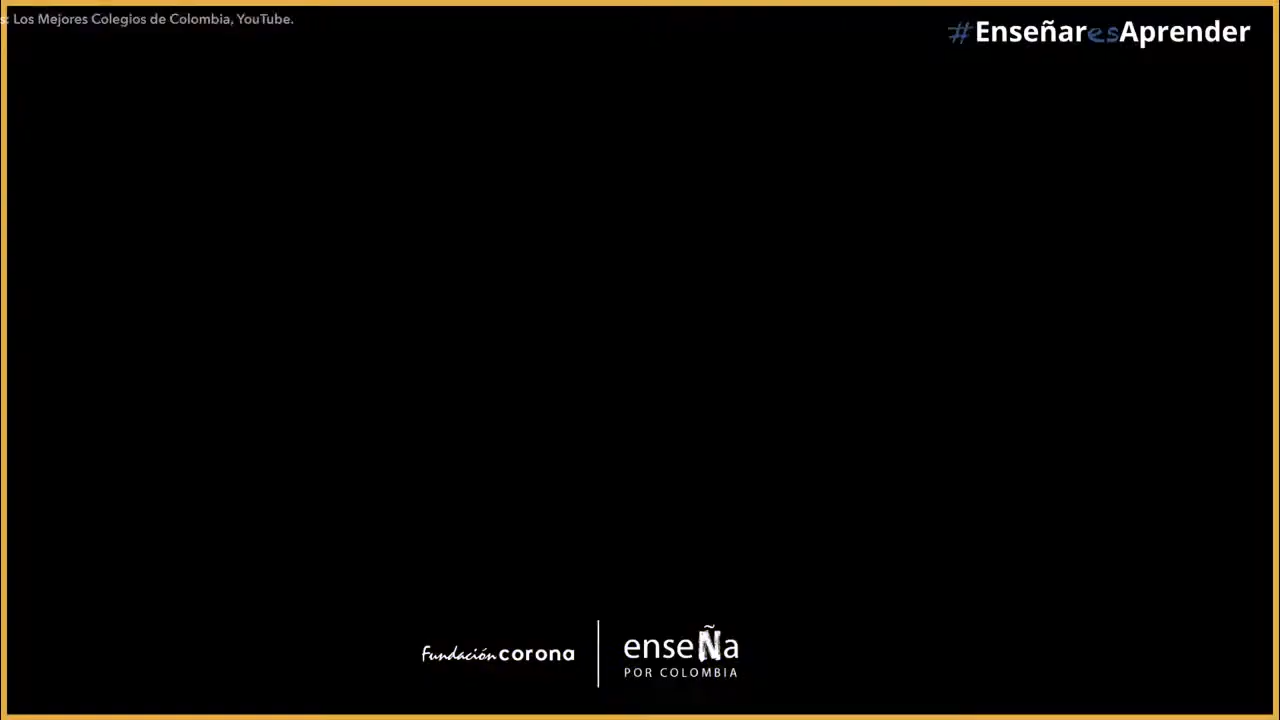 s: Los Mejores Colegios de Colombia, YouTube.
#EnseñaresAprender
Fundación corona
enseÑa
POR COLOMBIA